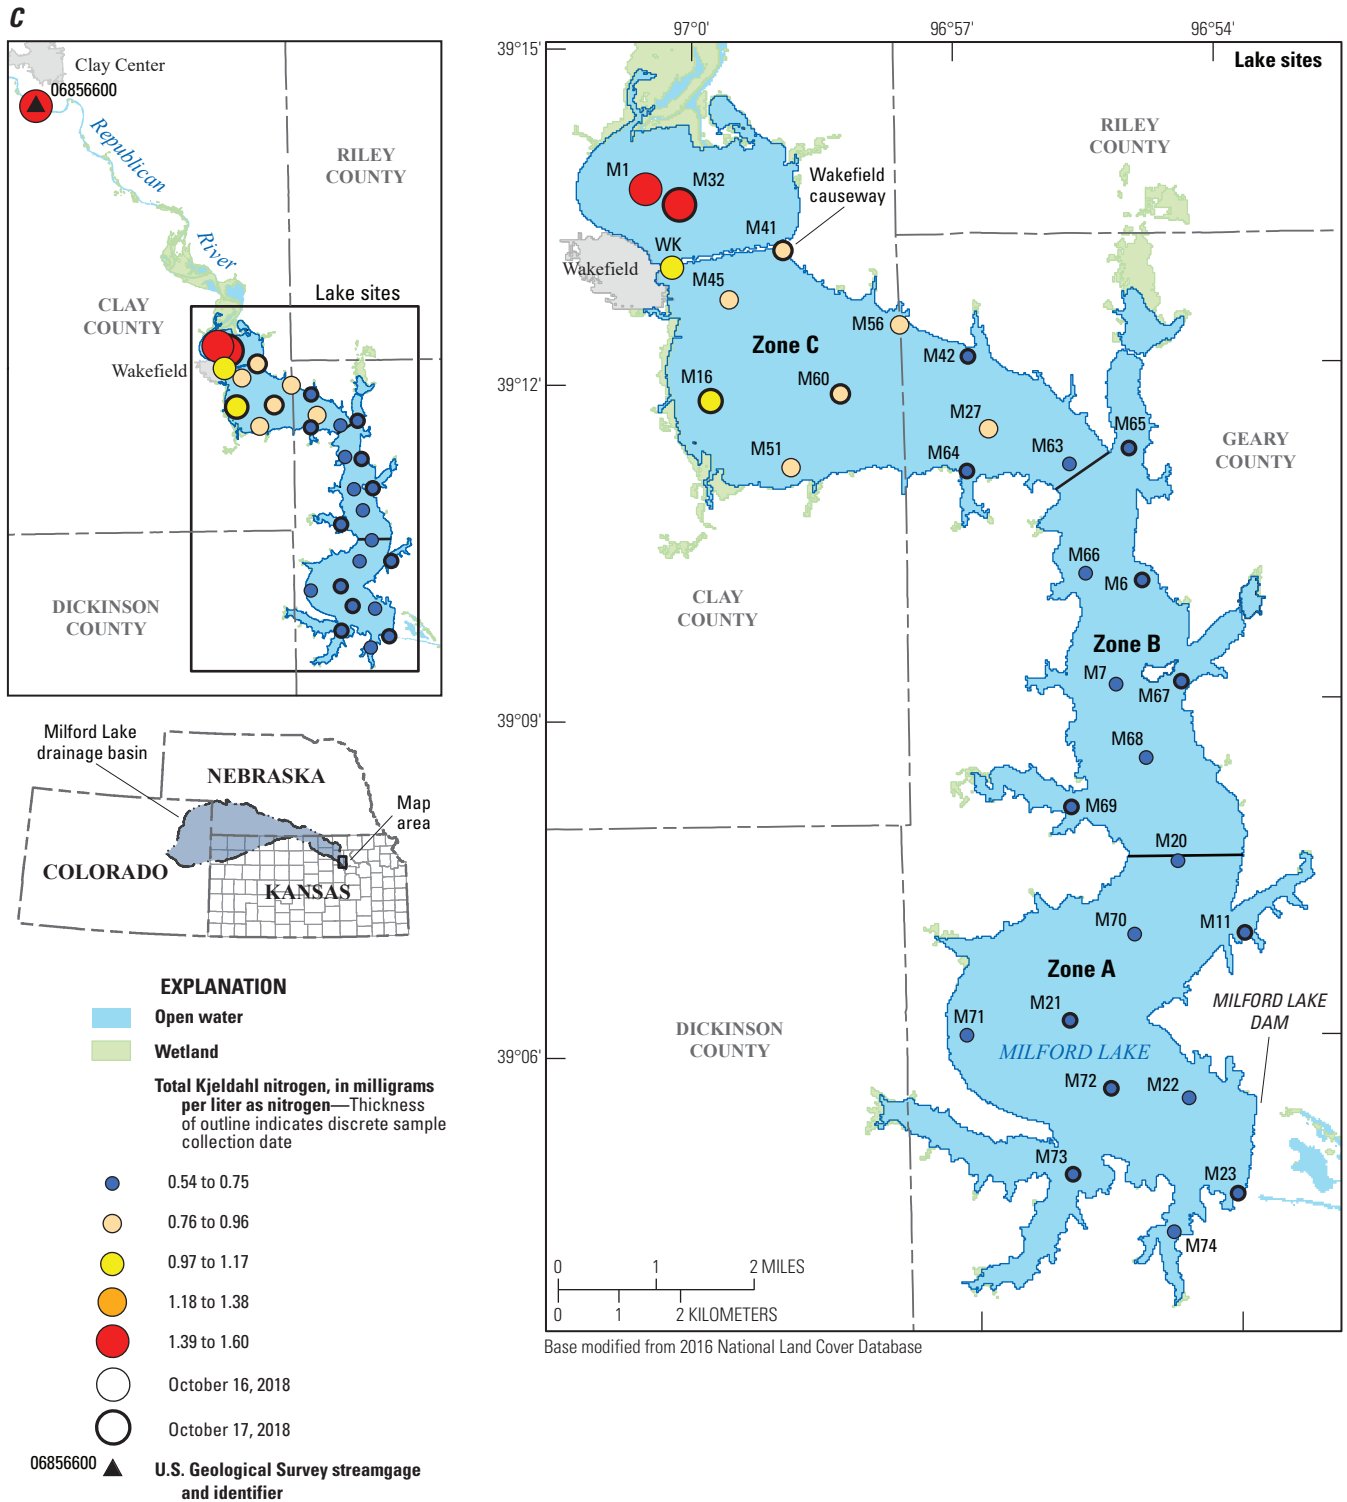 C
Clay Center
06856600
Republican
River
RILEY
COUNTY
CLAY
COUNTY
Lake sites
Wakefield
DICKINSON
COUNTY
97°0'
96°57'
96°54'
39°15'
Lake sites
RILEY
COUNTY
M1
M32
Wakefield
causeway
M41
WK
Wakefield
M45
M56
Zone C
M42
39°12'
M16
M60
M27
M65
M51
M64
M63
GEARY
COUNTY
M66
M6
CLAY
COUNTY
Zone B
M7
M67
39°09'
M68
M69
M20
M70
M11
Zone A
M21
MILFORD LAKE
DAM
M71
DICKINSON
COUNTY
MILFORD LAKE
39°06'
M72
M22
M73
M23
M74
0 1 2 MILES
0 1 2 KILOMETERS
Base modified from 2016 National Land Cover Database
Milford Lake
drainage basin
NEBRASKA
Map
area
COLORADO
KANSAS
EXPLANATION
Open water
Wetland
Total Kjeldahl nitrogen, in milligrams
per liter as nitrogen—Thickness
of outline indicates discrete sample
collection date
0.54 to 0.75
0.76 to 0.96
0.97 to 1.17
1.18 to 1.38
1.39 to 1.60
October 16, 2018
October 17, 2018
06856600 U.S. Geological Survey streamgage
and identifier